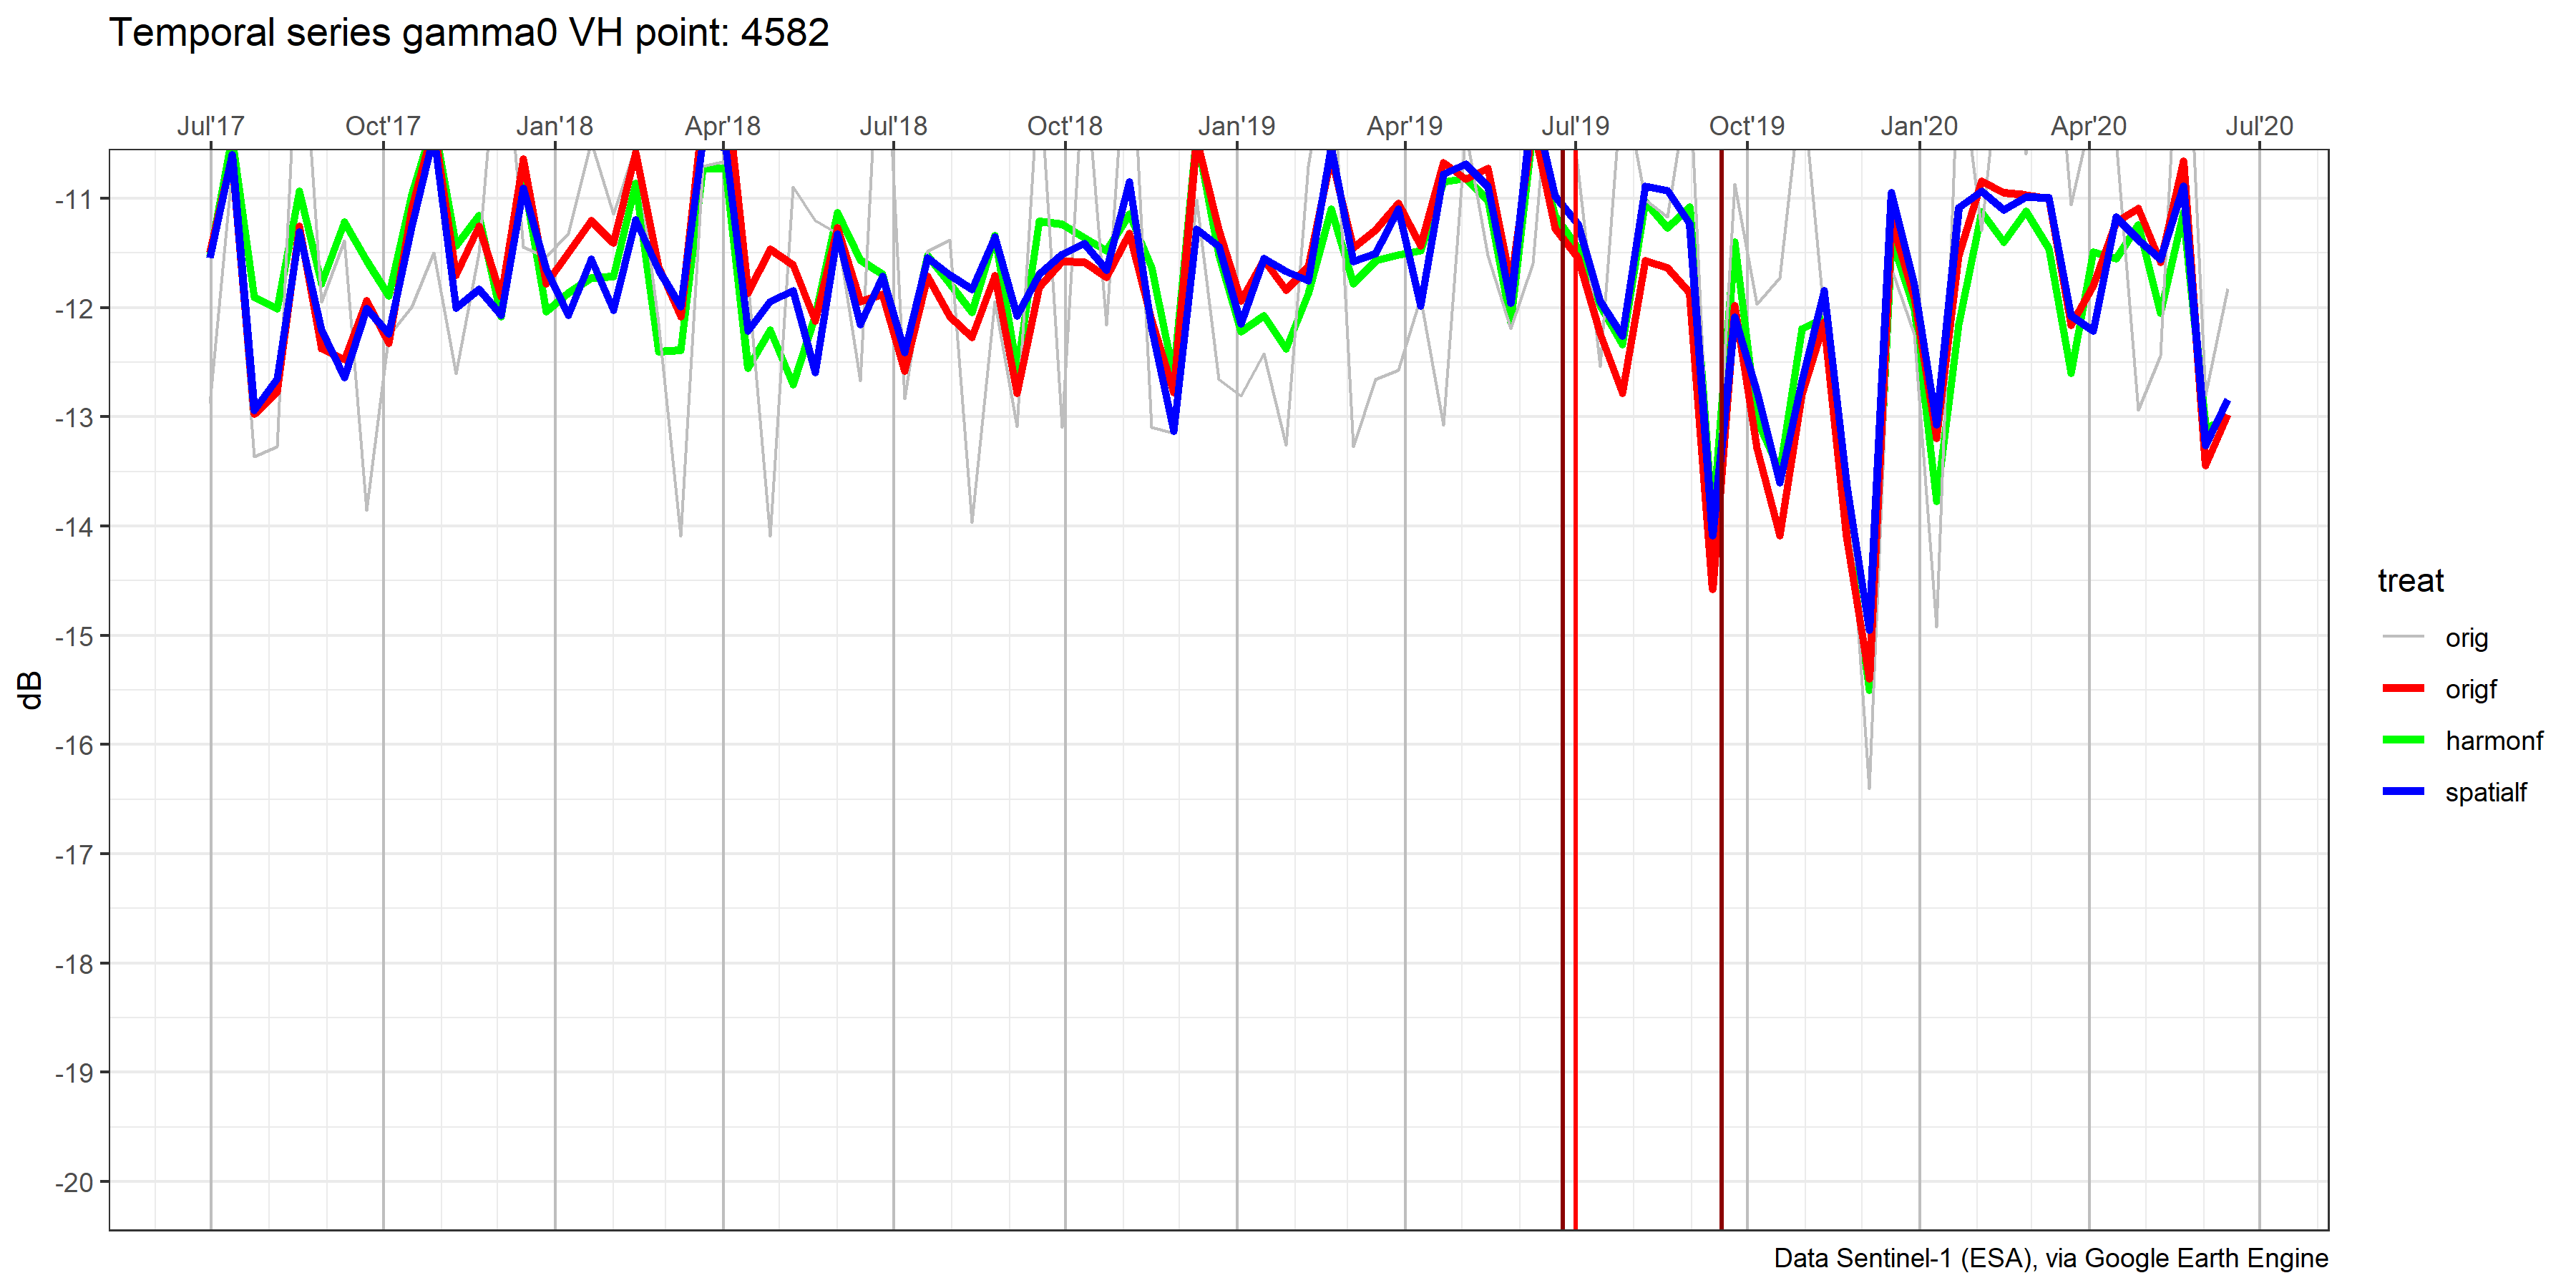 Temporal series gamma0 VH point: 4582
Jul'17 Oct'17 Jan'18 Apr'18 Jul'18 Oct'18 Jan'19 Apr'19 Jul'19 Oct'19 Jan'20 Apr'20 Jul'20
-11
-12
-13
-14
-15
-16
-17
-18
-19
-20
dB
treat
orig
origf
harmonf
spatialf
Data Sentinel-1 (ESA), via Google Earth Engine